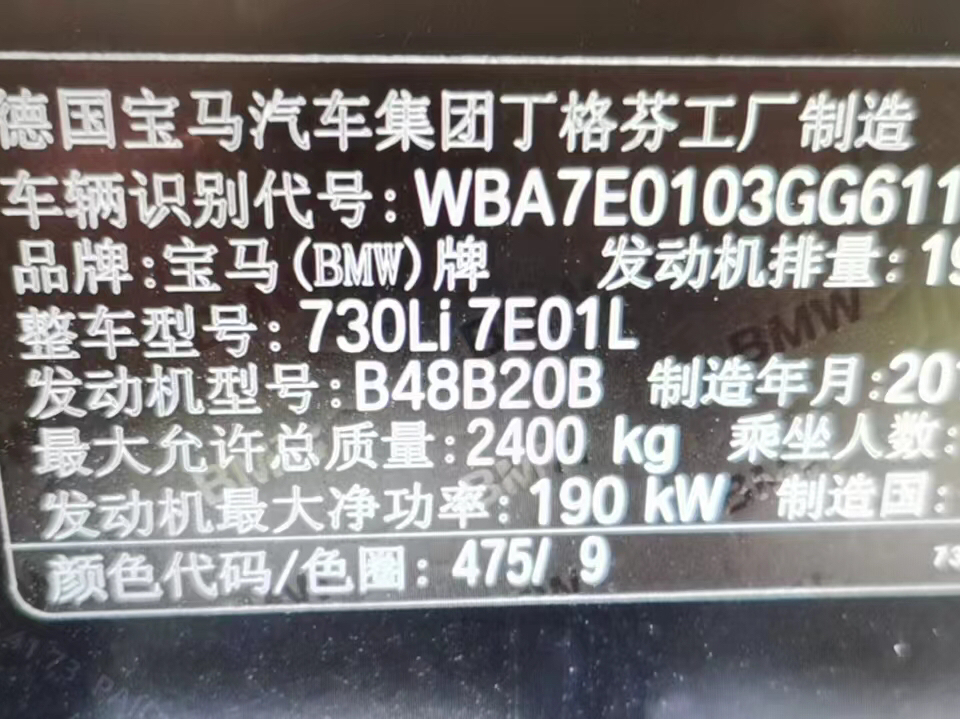 德国宝马汽车集团丁格芬工厂制造
车辆识别代号:WBA7E0103GG611
品牌:宝马(BMW)牌 发动机排量:19
整车型号:730Li 7E01L
发动机型号:B48B20B 制造年月:201
最大允许总质量:2400 kg 乘坐人数:
发动机最大净功率:190 kW 制造国:
颜色代码/色圈:475/ 9 73